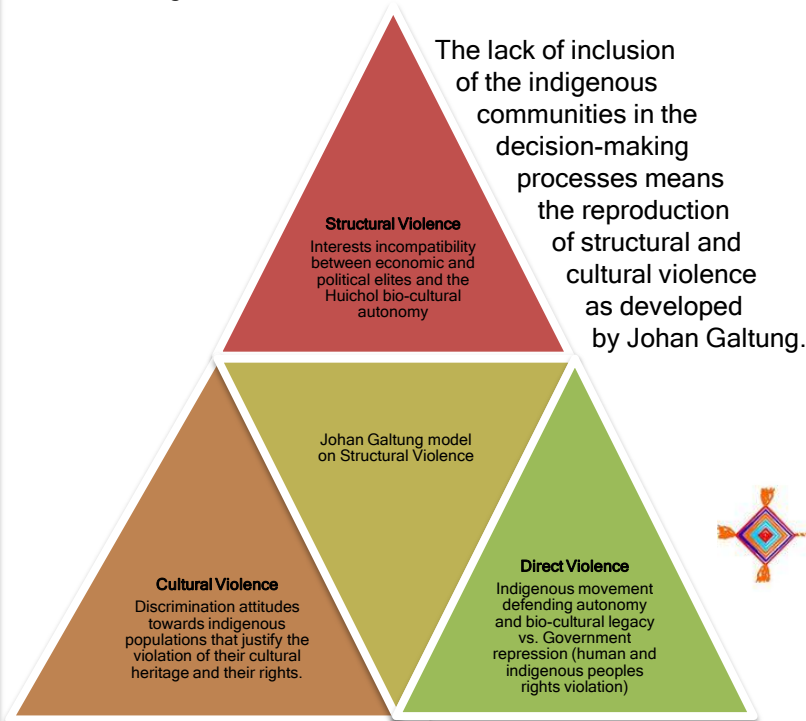 The lack of inclusion
of the indigenous
communities in the
decision-making
processes means
the reproduction
of structural and
cultural violence
as developed
by Johan Galtung.
Structural Violence
Interests incompatibility
between economic and
political elites and the
Huichol bio-cultural
autonomy
Johan Galtung model
on Structural Violence
Cultural Violence
Discrimination attitudes
towards indigenous
populations that justify the
violation of their cultural
heritage and their rights.
Direct Violence
Indigenous movement
defending autonomy
and bio-cultural legacy
vs. Government
repression (human and
indigenous peoples
rights violation)